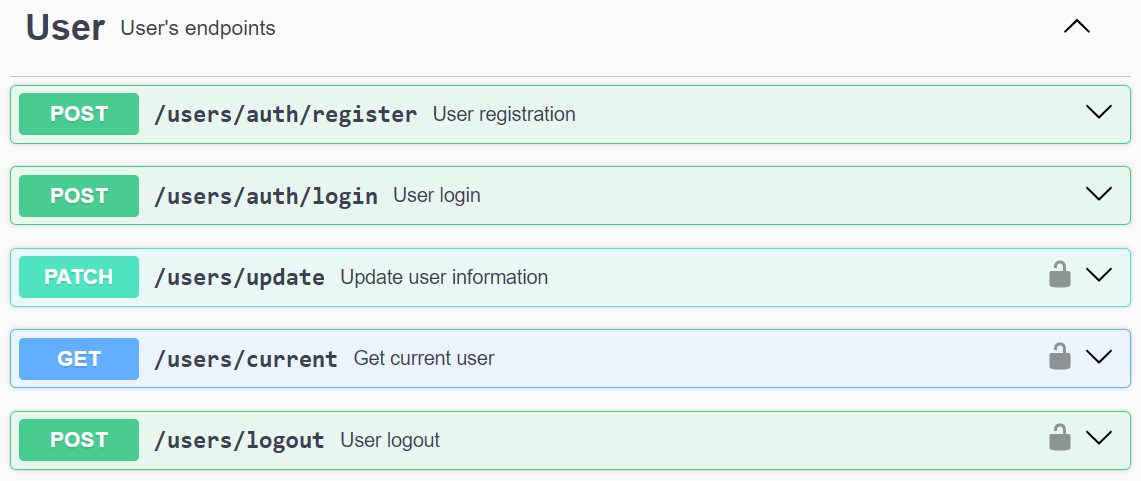 User User's endpoints
POST /users/auth/register User registration
POST /users/auth/login User login
PATCH /users/update Update user information
GET /users/current Get current user
POST /users/logout User logout